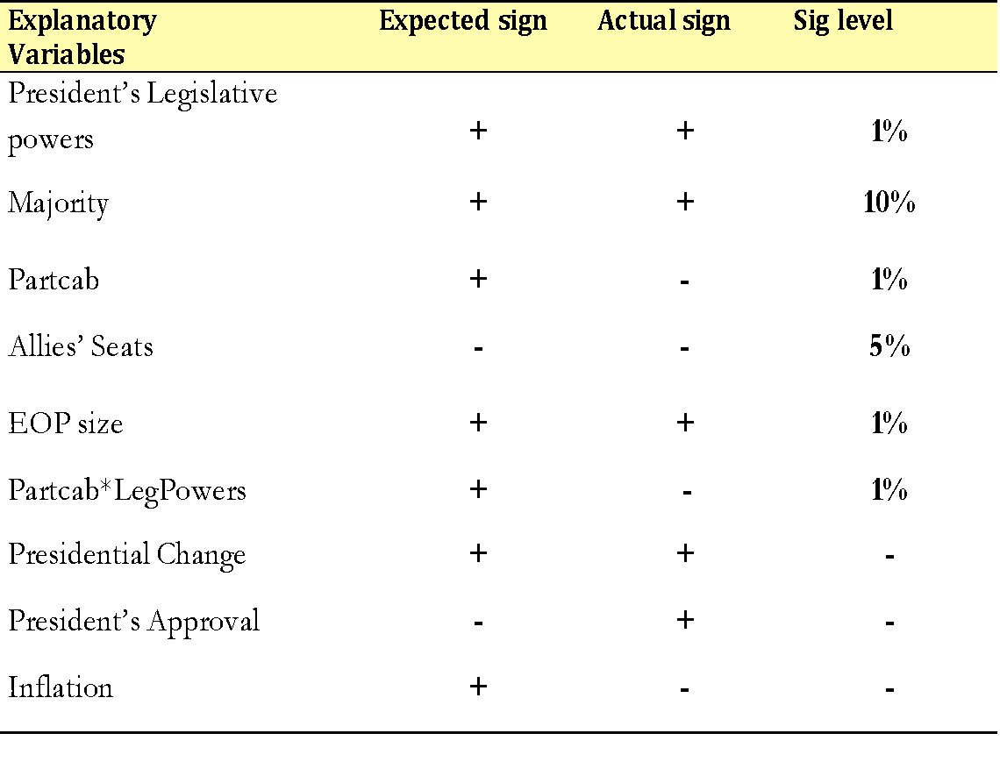 Explanatory Variables Expected sign Actual sign Sig level
President’s Legislative powers + + 1%
Majority + + 10%
Partcab + - 1%
Allies’ Seats - - 5%
EOP size + + 1%
Partcab*LegPowers + - 1%
Presidential Change + + -
President’s Approval - + -
Inflation + - -